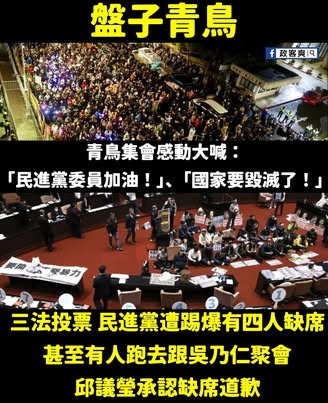 盤子青鳥
政客爽
青鳥集會感動大喊：
「民進黨委員加油！」、「國家要毀滅了！」
三法投票 民進黨遭踢爆有四人缺席
甚至有人跑去跟吳乃仁聚會
邱議瑩承認缺席道歉